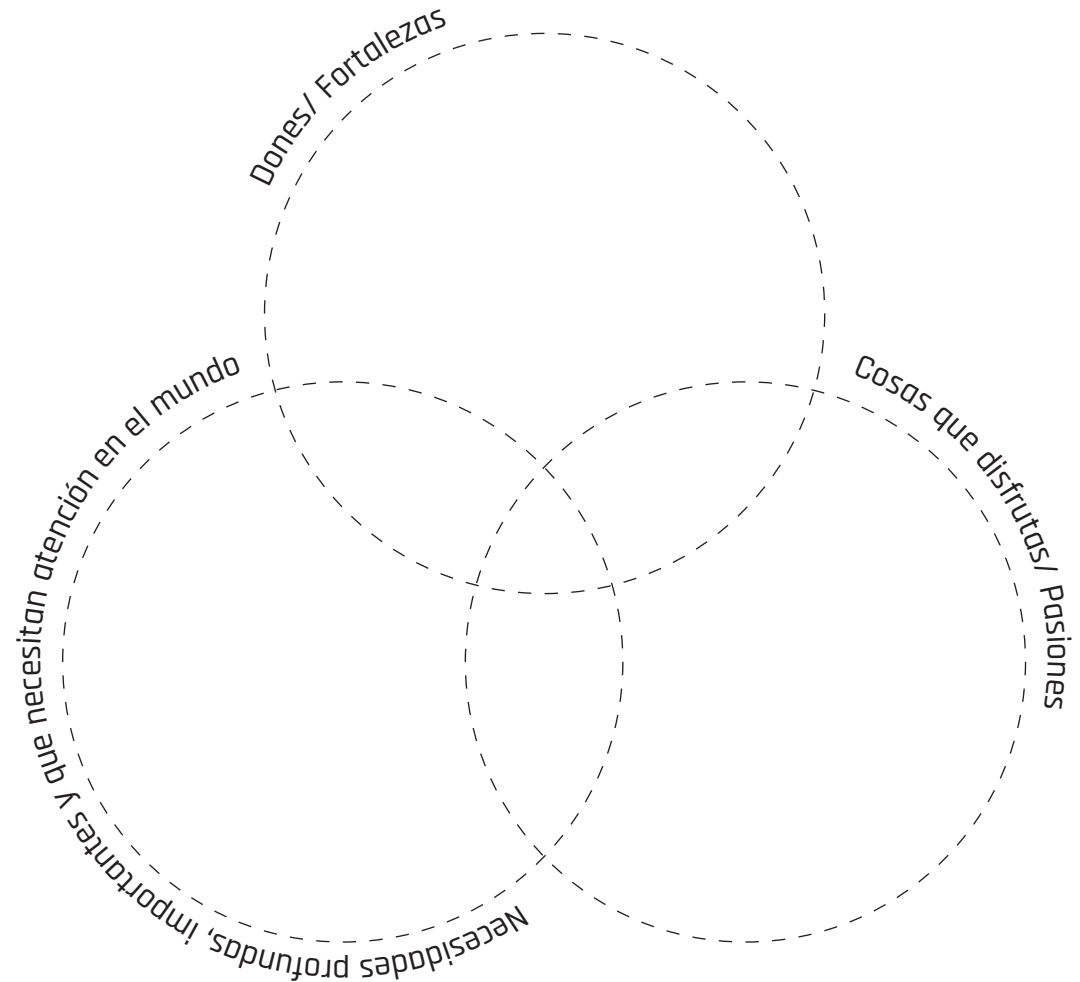 Dones/ Fortalezas
Cosas que disfrutas/ Pasiones
Necesidades profundas, importantes y que necesitan atención en el mundo